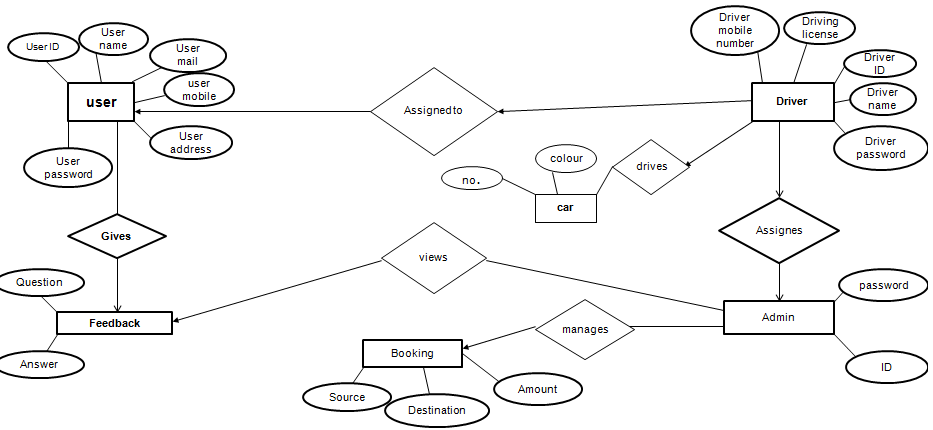 User ID
User
name
User
mail
user
mobile
User
address
User
password
user
Assignedto
Driver
mobile
number
Driving
license
Driver
ID
Driver
name
Driver
password
Driver
no.
colour
car
drives
Gives
views
Assignes
Question
Feedback
Answer
Booking
Source
Destination
Amount
manages
Admin
password
ID